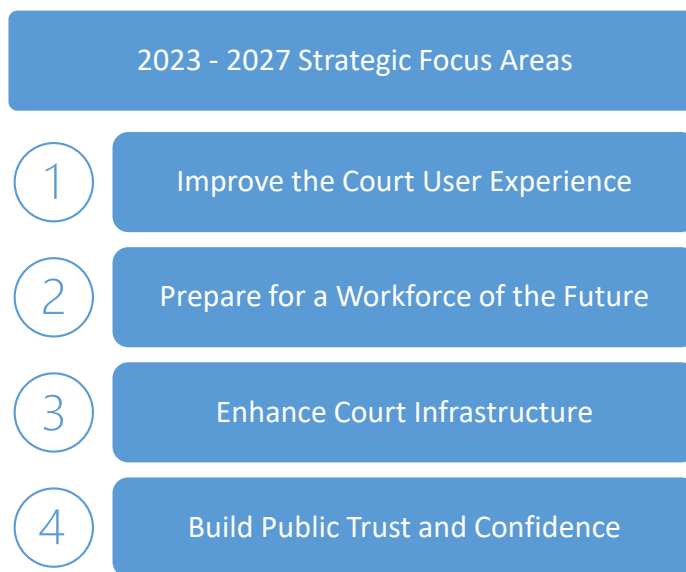 2023 - 2027 Strategic Focus Areas
1 Improve the Court User Experience
2 Prepare for a Workforce of the Future
3 Enhance Court Infrastructure
4 Build Public Trust and Confidence